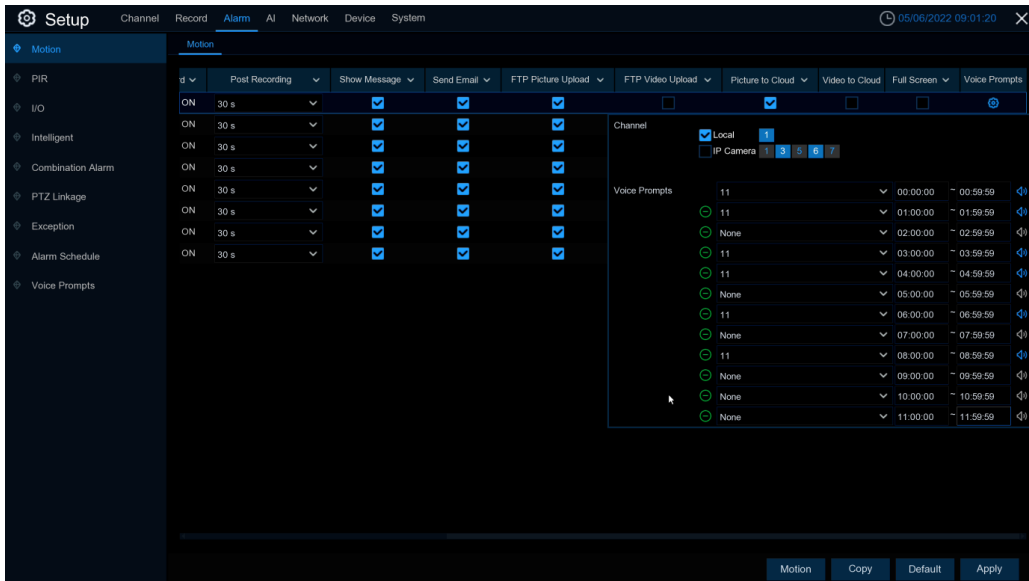 Setup Channel Record Alarm AI Network Device System 05/06/2022 09:01:20
Motion
PIR
I/O
Intelligent
Combination Alarm
PTZ Linkage
Exception
Alarm Schedule
Voice Prompts
Motion
rd Post Recording Show Message Send Email FTP Picture Upload FTP Video Upload Picture to Cloud Video to Cloud Full Screen Voice Prompts
ON 30 s
ON 30 s
ON 30 s
ON 30 s
ON 30 s
ON 30 s
ON 30 s
ON 30 s
Channel Local 1
IP Camera 1 3 5 6 7
Voice Prompts 11 00:00:00 ~ 00:59:59
11 01:00:00 ~ 01:59:59
None 02:00:00 ~ 02:59:59
11 03:00:00 ~ 03:59:59
11 04:00:00 ~ 04:59:59
None 05:00:00 ~ 05:59:59
11 06:00:00 ~ 06:59:59
None 07:00:00 ~ 07:59:59
11 08:00:00 ~ 08:59:59
None 09:00:00 ~ 09:59:59
None 10:00:00 ~ 10:59:59
None 11:00:00 ~ 11:59:59
Motion Copy Default Apply